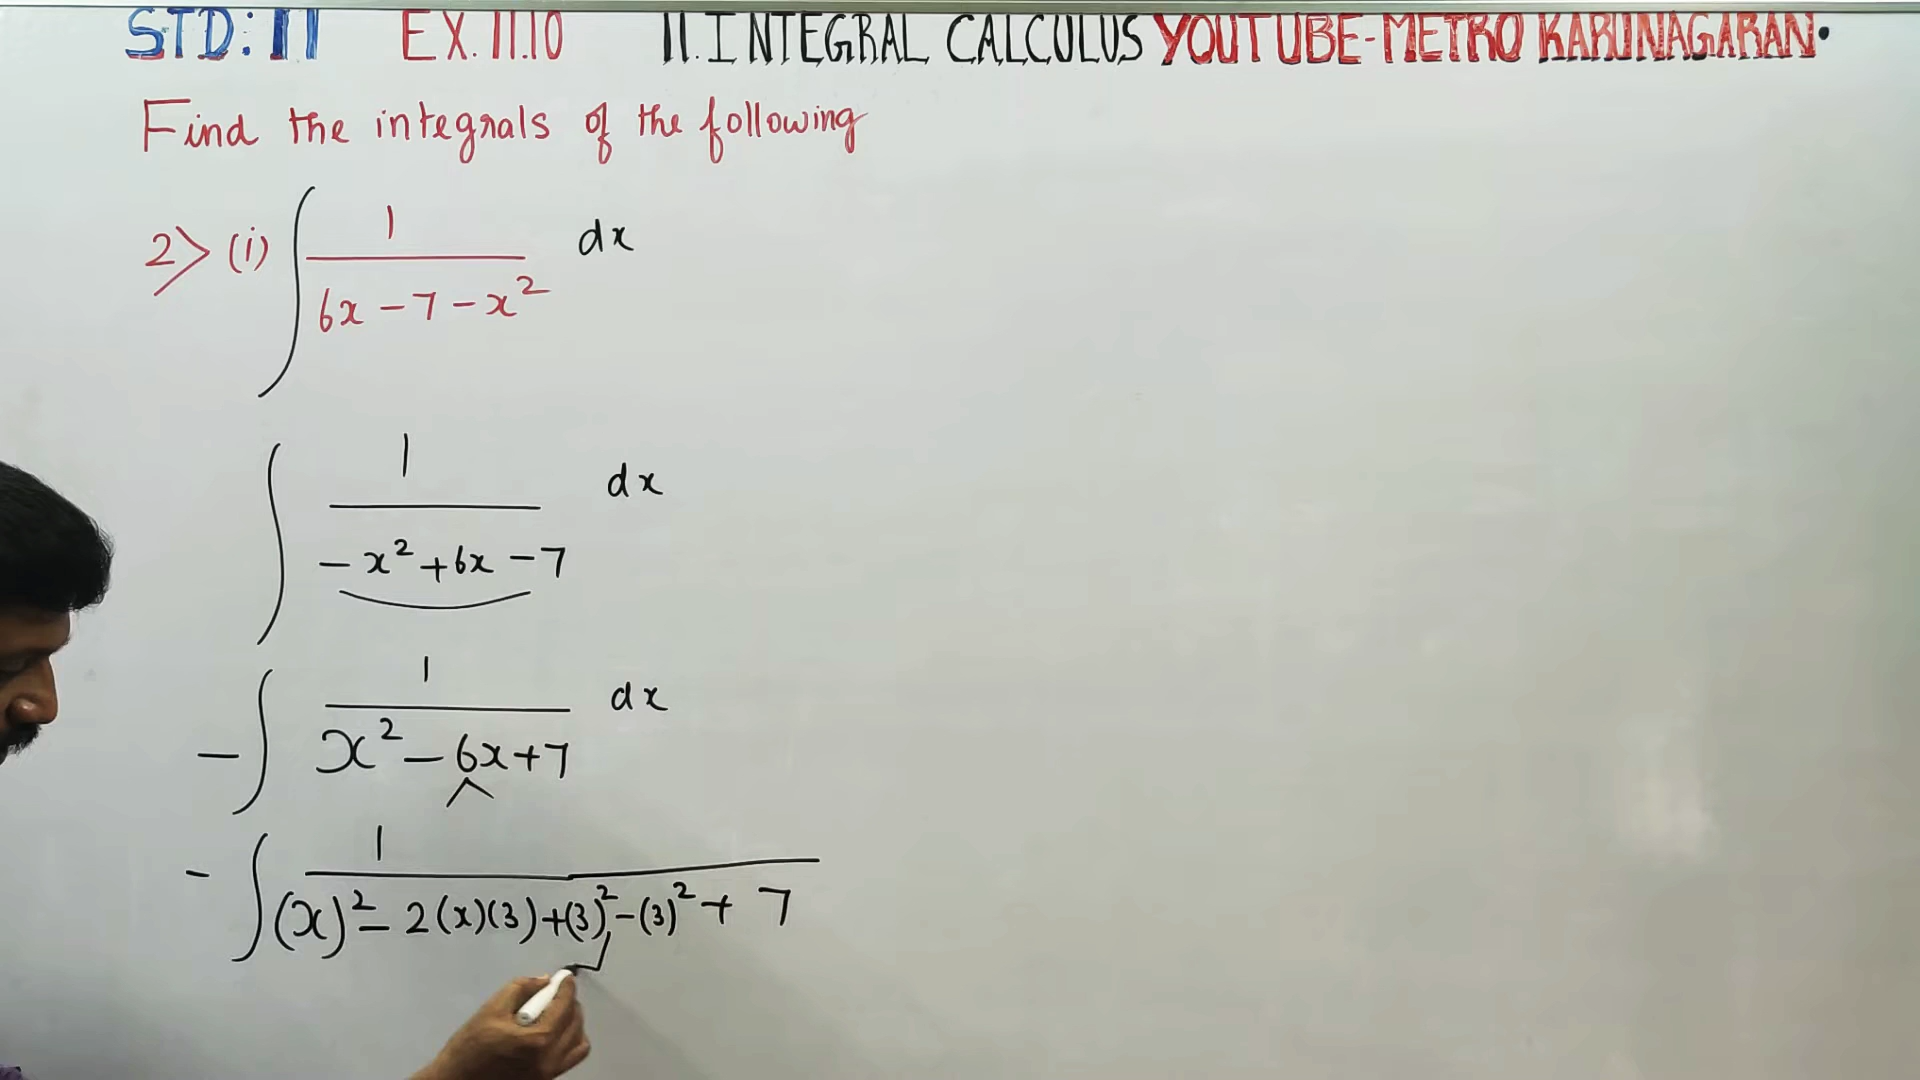 STD: 11 EX. 11.10 11. INTEGRAL CALCULUS YOUTUBE-METRO KARUNAGARAN.
Find the integrals of the following
2> (i) ∫ 1 / (6x - 7 - x²) dx
∫ 1 / (-x² + 6x - 7) dx
- ∫ 1 / (x² - 6x + 7) dx
- ∫ 1 / ((x)² - 2(x)(3) + (3)² - (3)² + 7)